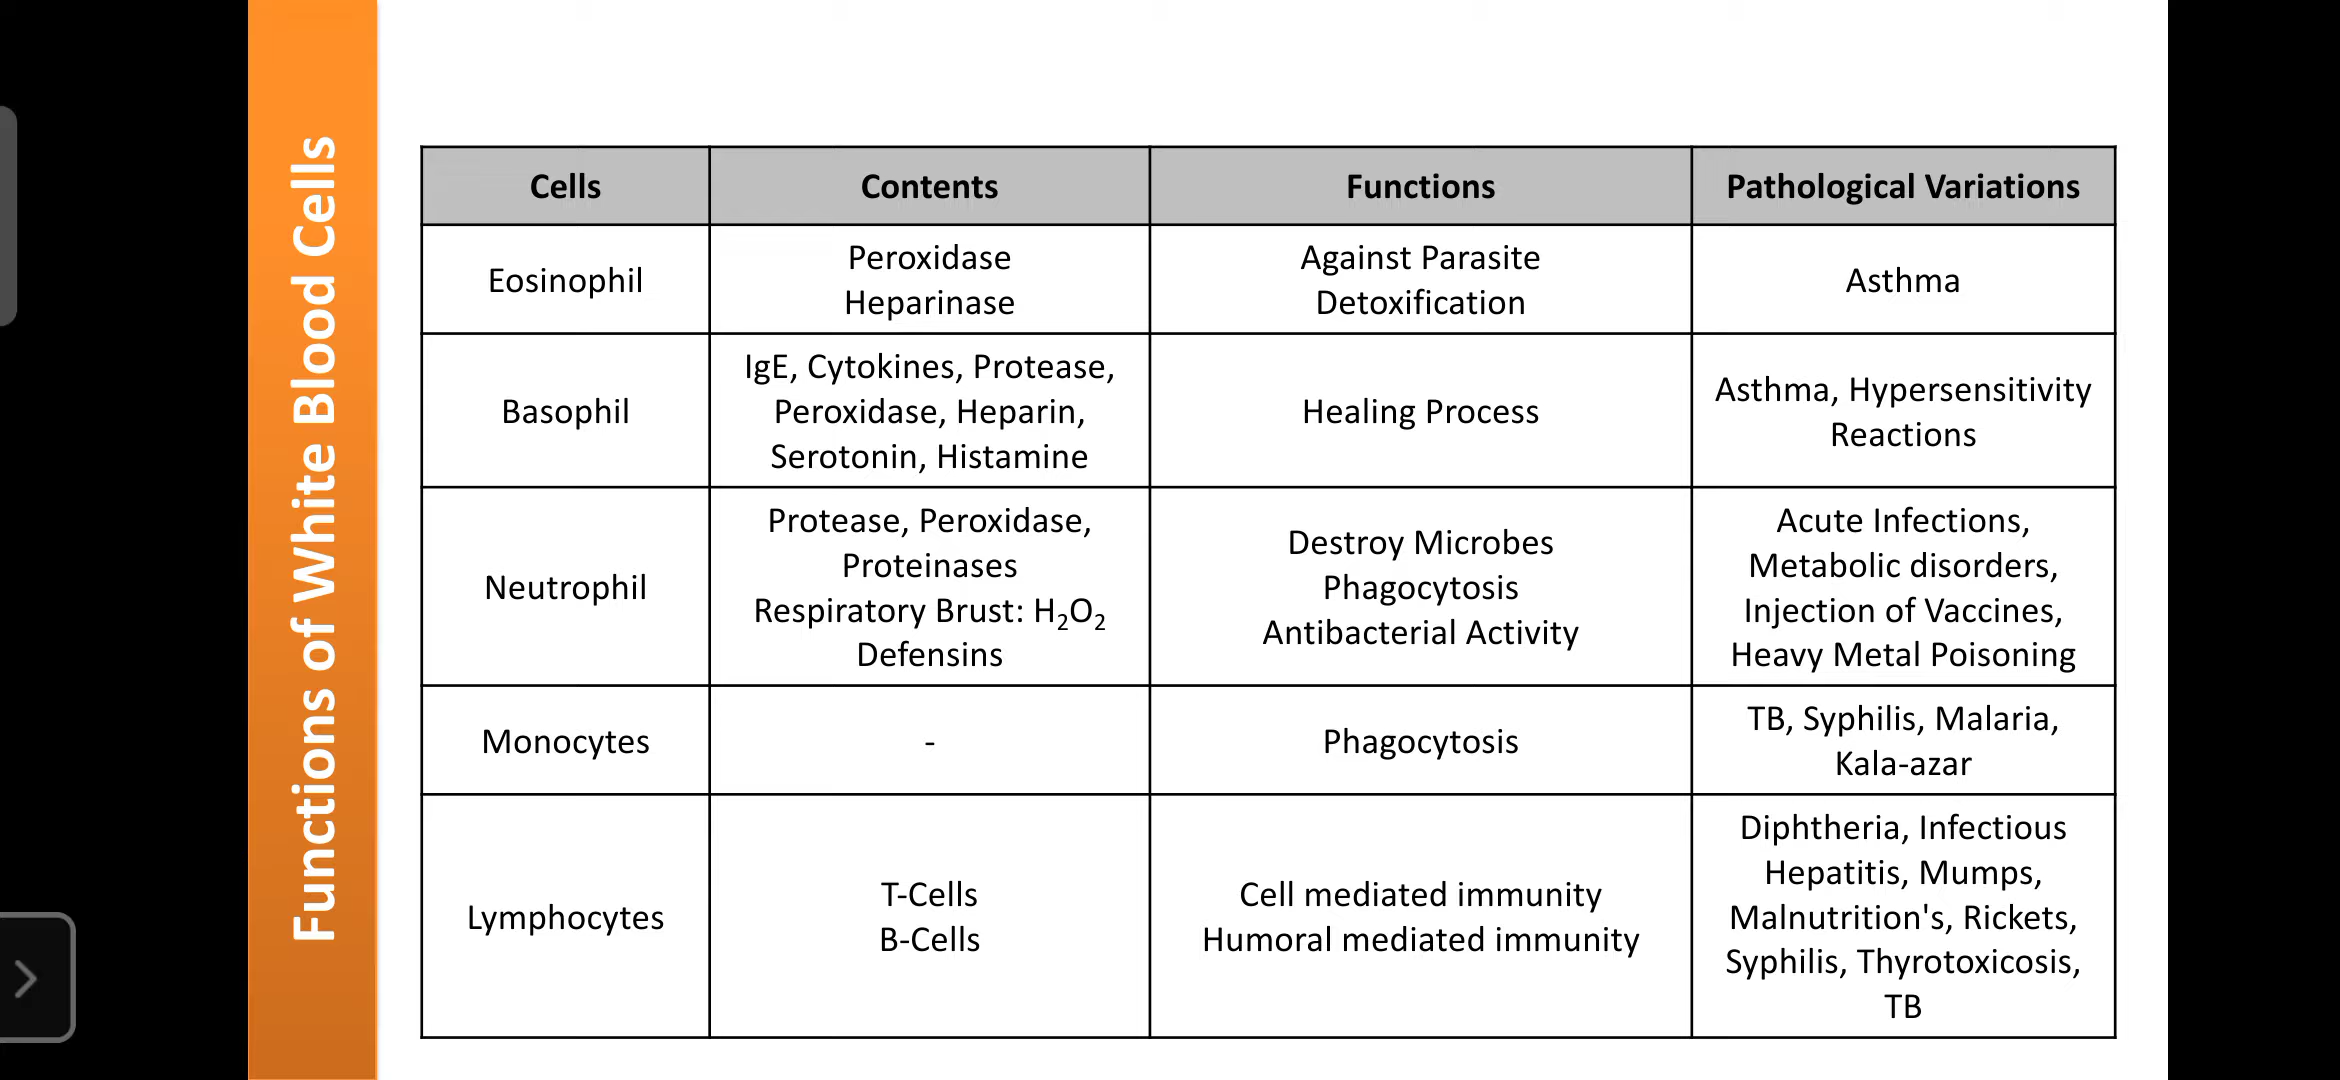 Functions of White Blood Cells
Cells
Contents
Functions
Pathological Variations
Eosinophil
Peroxidase
Heparinase
Against Parasite
Detoxification
Asthma
Basophil
IgE, Cytokines, Protease,
Peroxidase, Heparin,
Serotonin, Histamine
Healing Process
Asthma, Hypersensitivity
Reactions
Neutrophil
Protease, Peroxidase,
Proteinases
Respiratory Brust: H₂O₂
Defensins
Destroy Microbes
Phagocytosis
Antibacterial Activity
Acute Infections,
Metabolic disorders,
Injection of Vaccines,
Heavy Metal Poisoning
Monocytes
-
Phagocytosis
TB, Syphilis, Malaria,
Kala-azar
Lymphocytes
T-Cells
B-Cells
Cell mediated immunity
Humoral mediated immunity
Diphtheria, Infectious
Hepatitis, Mumps,
Malnutrition's, Rickets,
Syphilis, Thyrotoxicosis,
TB